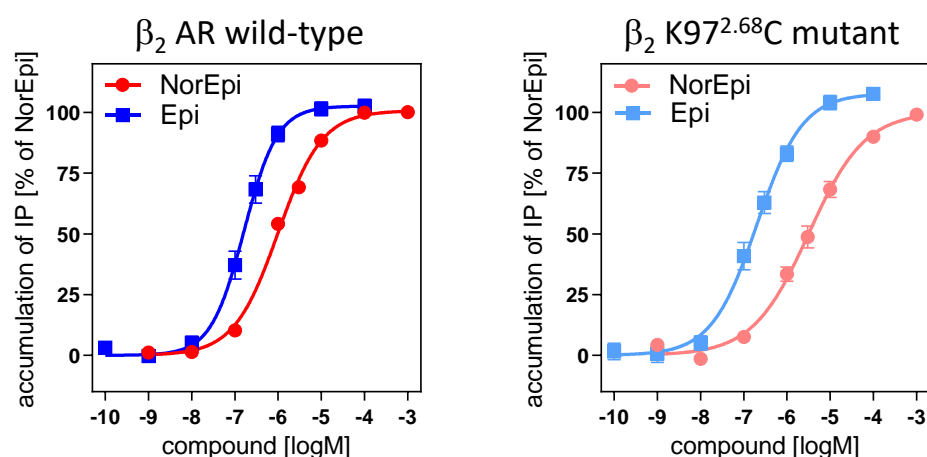 β₂ AR wild-type
accumulation of IP [% of NorEpi]
NorEpi
Epi
100
75
50
25
0
-10 -9 -8 -7 -6 -5 -4 -3
compound [logM]
β₂ K97²·⁶⁸C mutant
accumulation of IP [% of NorEpi]
NorEpi
Epi
100
75
50
25
0
-10 -9 -8 -7 -6 -5 -4 -3
compound [logM]